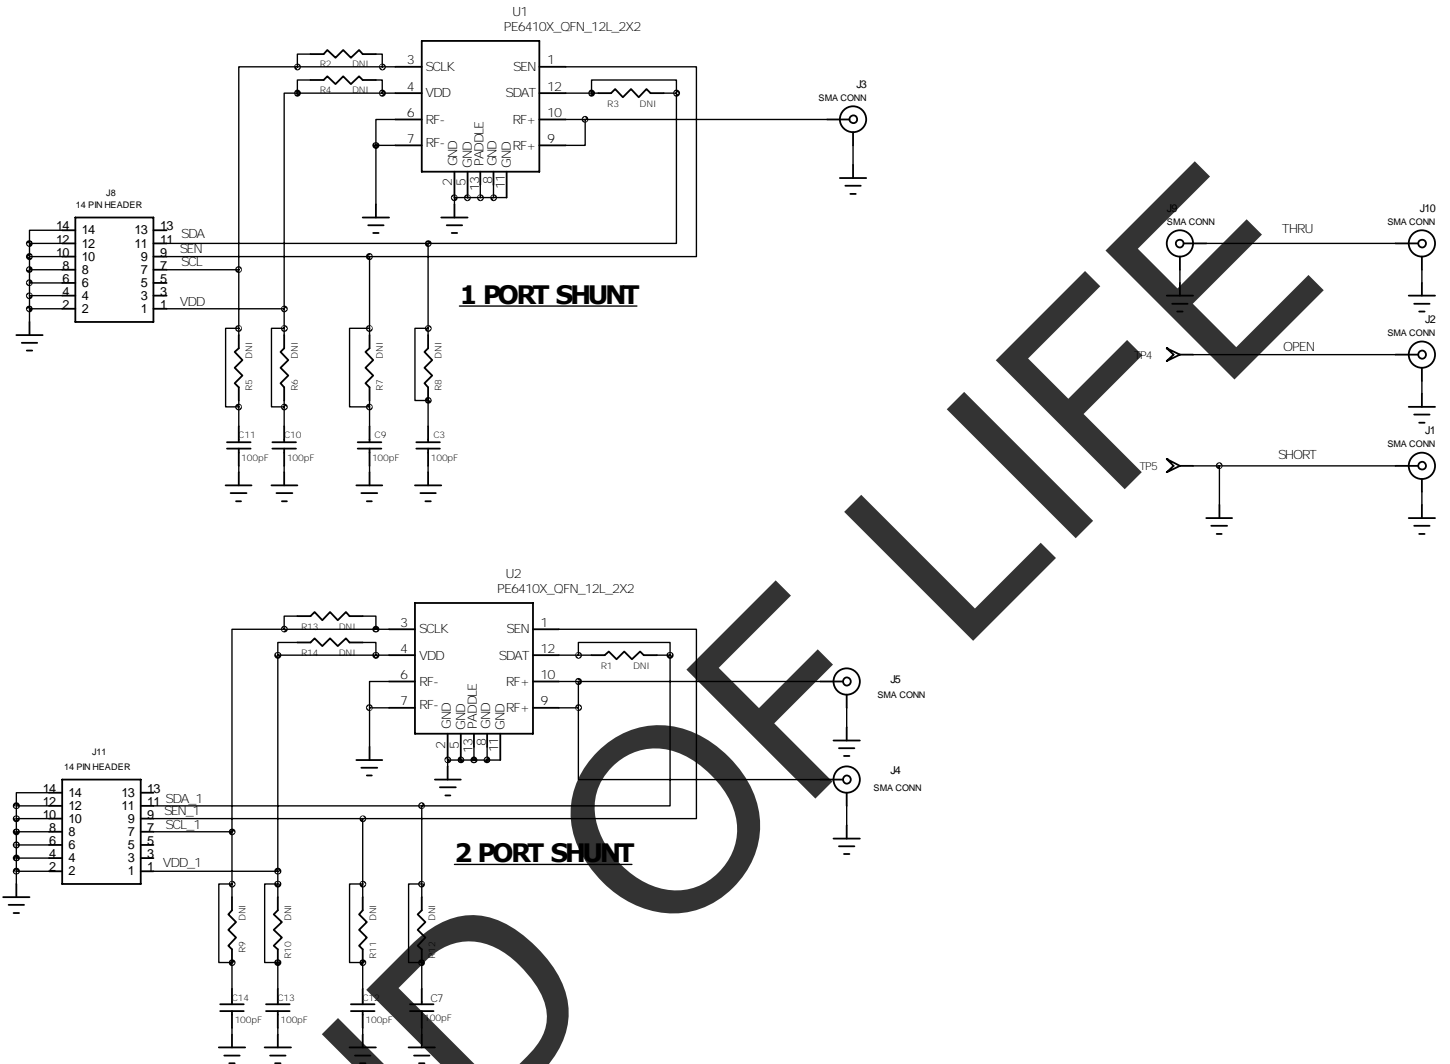 U1
PE6410X_QFN_12L_2X2
R2 DNI
R4 DNI
3 SCLK
4 VDD
6 RF-
7 RF-
SEN 1
SDAT 12
RF+ 10
RF+ 9
GND GND PADDLE GND GND
2 5 13 8 11
R3 DNI
J3
SMA CONN
J8
14 PIN HEADER
14 14 13 13
12 12 11 11 SDA
10 10 9 9 SEN
8 8 7 7 SCL
6 6 5 5
4 4 3 3
2 2 1 1 VDD
1 PORT SHUNT
DNI DNI DNI DNI
R5 R6 R7 R8
C11 C10 C9 C3
100pF 100pF 100pF 100pF
J9
SMA CONN
THRU
J10
SMA CONN
TP4
OPEN
J2
SMA CONN
TP5
SHORT
J1
SMA CONN
U2
PE6410X_QFN_12L_2X2
R13 DNI
R14 DNI
3 SCLK
4 VDD
6 RF-
7 RF-
SEN 1
SDAT 12
RF+ 10
RF+ 9
GND GND PADDLE GND GND
2 5 13 8 11
R1 DNI
J5
SMA CONN
J4
SMA CONN
J11
14 PIN HEADER
14 14 13 13
12 12 11 11 SDA_1
10 10 9 9 SEN_1
8 8 7 7 SCL_1
6 6 5 5
4 4 3 3
2 2 1 1 VDD_1
2 PORT SHUNT
DNI DNI DNI DNI
R9 R10 R11 R12
C14 C13 C12 C7
100pF 100pF 100pF 100pF
D OF LIFE